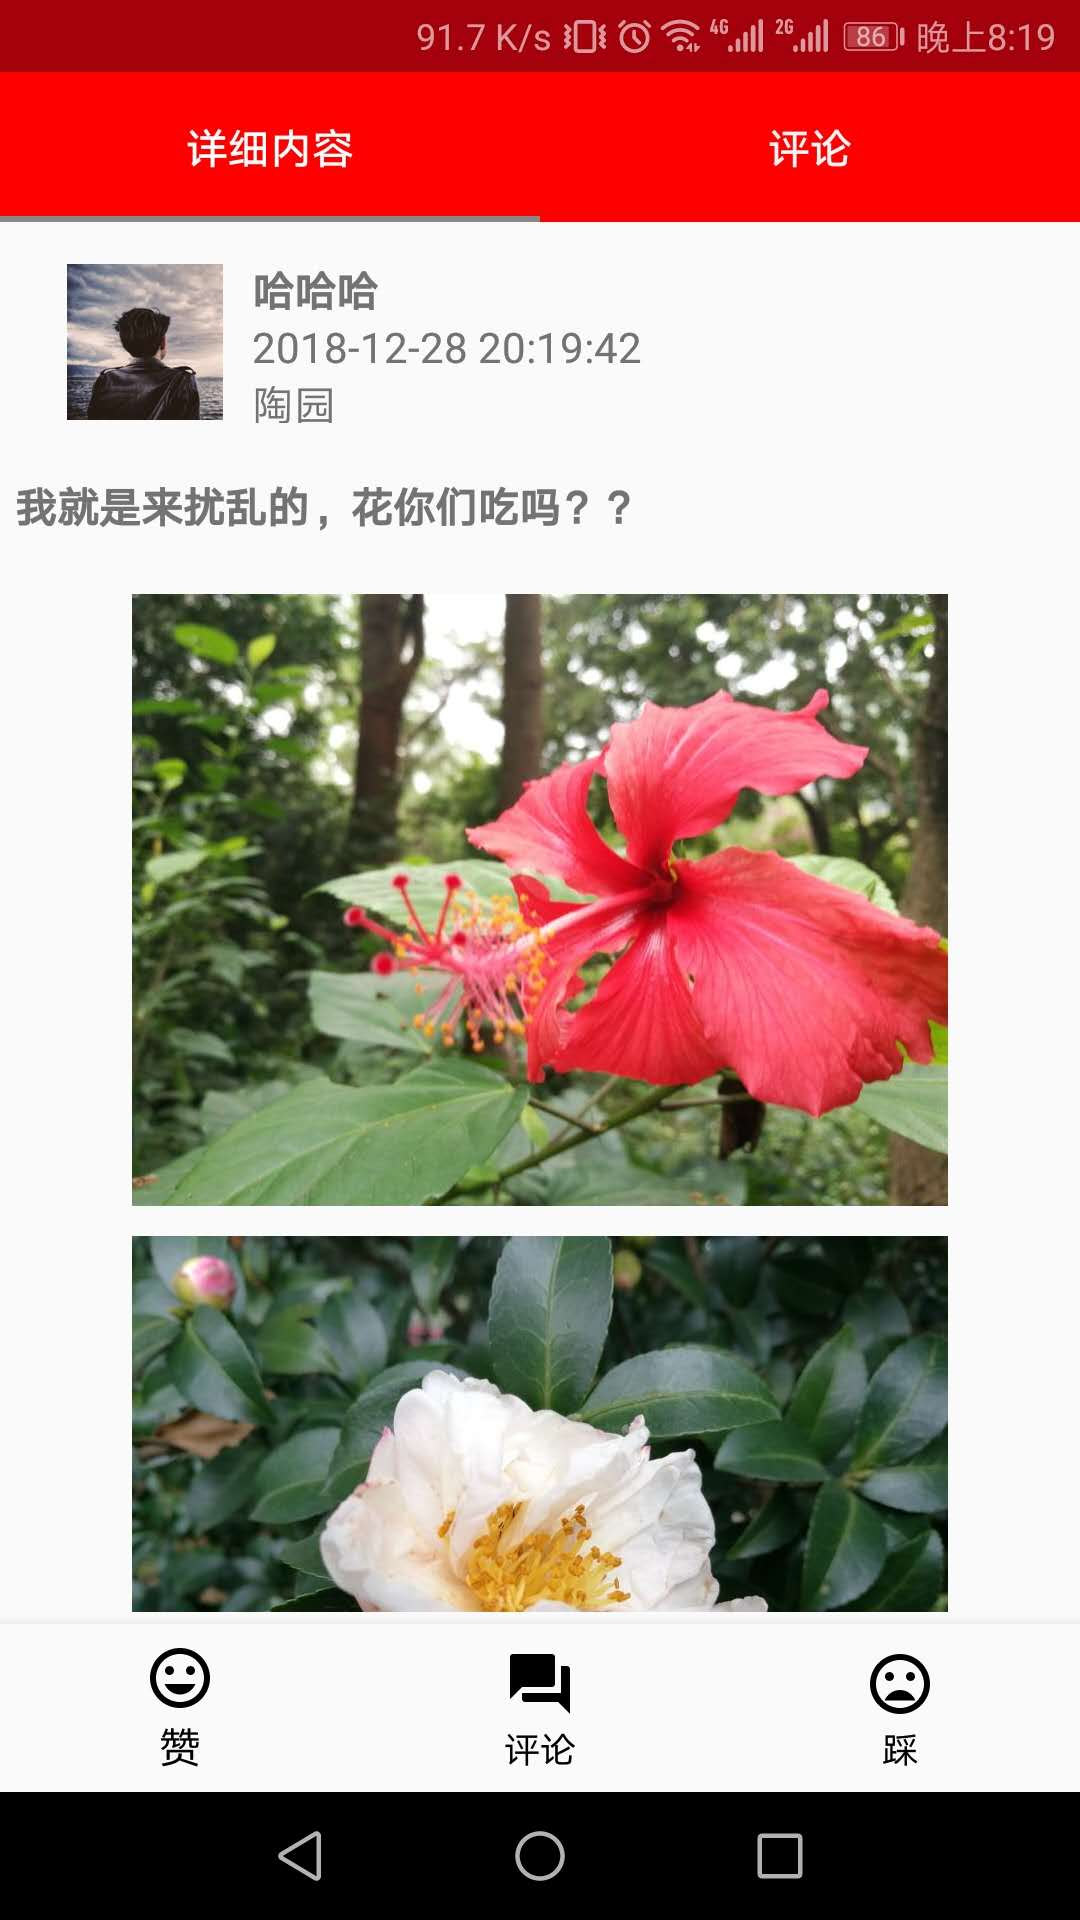 91.7 K/s 4G 2G 86 晚上8:19
详细内容 评论
哈哈哈
2018-12-28 20:19:42
陶园
我就是来扰乱的，花你们吃吗？？
赞 评论 踩